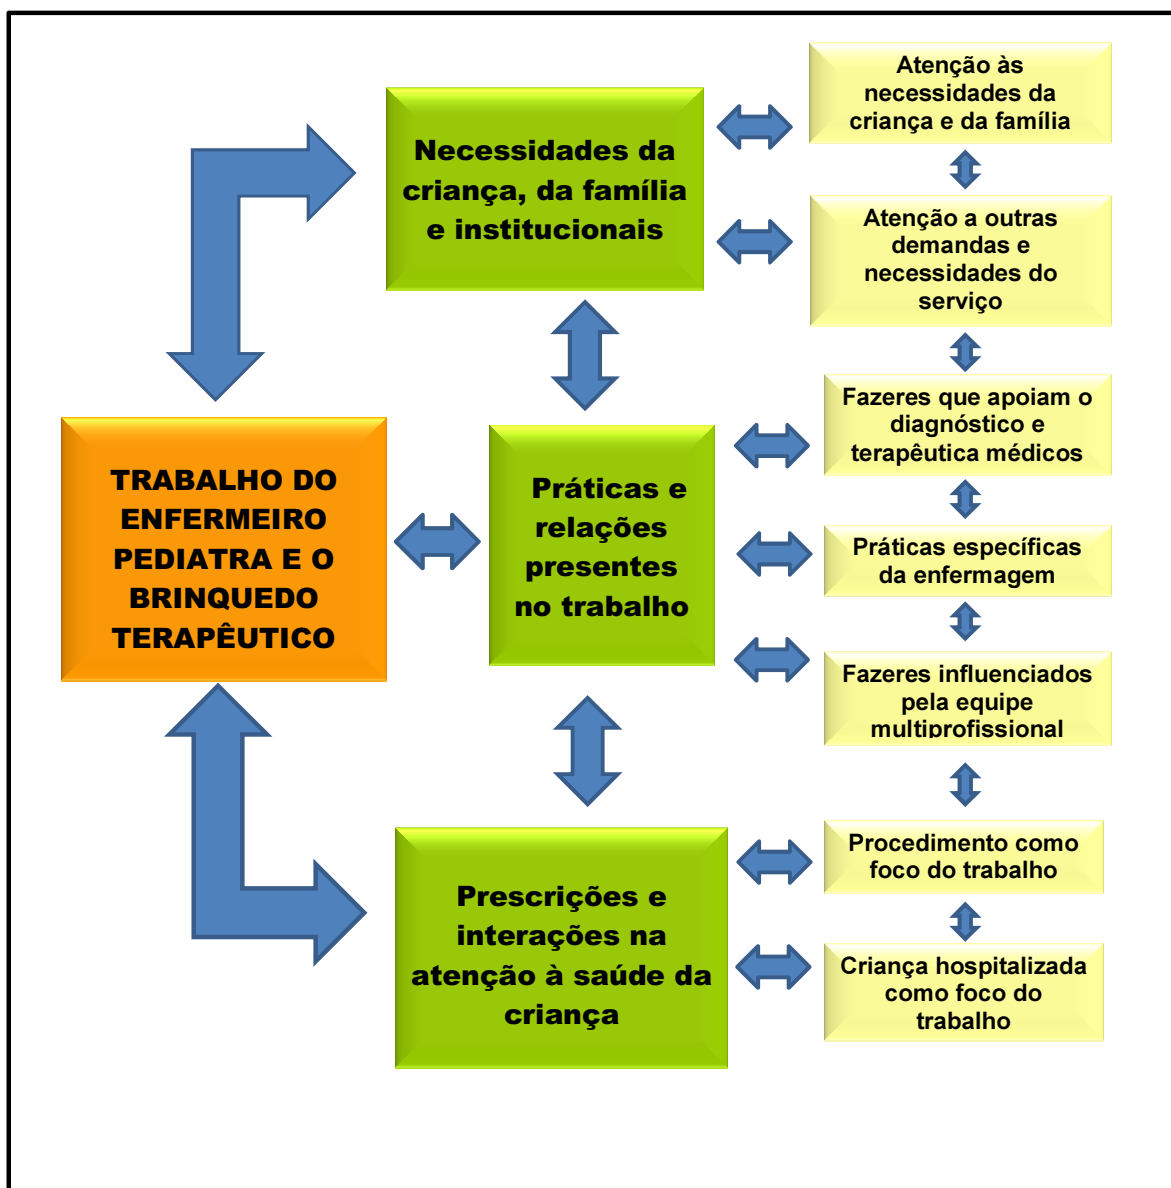 Necessidades da
criança, da família
e institucionais
Atenção às
necessidades da
criança e da família
Atenção a outras
demandas e
necessidades do
serviço
TRABALHO DO
ENFERMEIRO
PEDIATRA E O
BRINQUEDO
TERAPÊUTICO
Práticas e
relações
presentes
no trabalho
Fazeres que apoiam o
diagnóstico e
terapêutica médicos
Práticas específicas
da enfermagem
Fazeres influenciados
pela equipe
multiprofissional
Prescrições e
interações na
atenção à saúde da
criança
Procedimento como
foco do trabalho
Criança hospitalizada
como foco do
trabalho